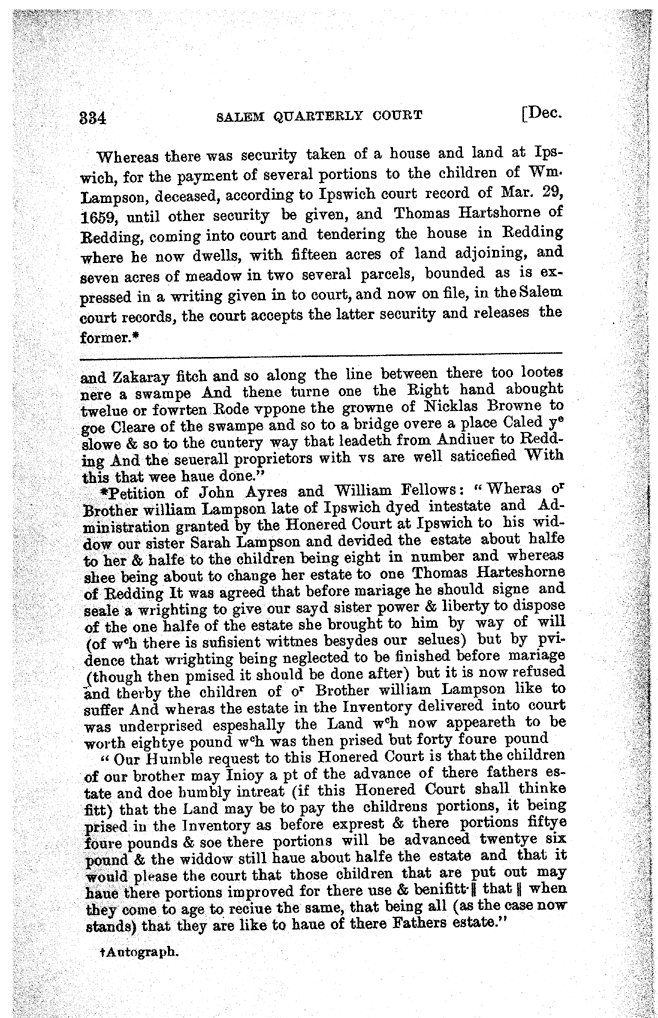 334 SALEM QUARTERLY COURT [Dec.
Whereas there was security taken of a house and land at Ips-
wich, for the payment of several portions to the children of Wm.
Lampson, deceased, according to Ipswich court record of Mar. 29,
1659, until other security be given, and Thomas Hartshorne of
Redding, coming into court and tendering the house in Redding
where he now dwells, with fifteen acres of land adjoining, and
seven acres of meadow in two several parcels, bounded as is ex-
pressed in a writing given in to court, and now on file, in the Salem
court records, the court accepts the latter security and releases the
former.*
and Zakaray fitch and so along the line between there too lootes
nere a swampe And thene turne one the Right hand abought
twelue or fowrten Rode vppone the growne of Nicklas Browne to
goe Cleare of the swampe and so to a bridge overe a place Caled yᵉ
slowe & so to the cuntery way that leadeth from Andiuer to Redd-
ing And the seuerall proprietors with vs are well saticefied With
this that wee haue done."
*Petition of John Ayres and William Fellows: "Wheras oʳ
Brother william Lampson late of Ipswich dyed intestate and Ad-
ministration granted by the Honered Court at Ipswich to his wid-
dow our sister Sarah Lampson and devided the estate about halfe
to her & halfe to the children being eight in number and whereas
shee being about to change her estate to one Thomas Harteshorne
of Redding It was agreed that before mariage he should signe and
seale a wrighting to give our sayd sister power & liberty to dispose
of the one halfe of the estate she brought to him by way of will
(of wᶜh there is sufisient wittnes besydes our selues) but by pvi-
dence that wrighting being neglected to be finished before mariage
(though then pmised it should be done after) but it is now refused
and therby the children of oʳ Brother william Lampson like to
suffer And wheras the estate in the Inventory delivered into court
was underprised espeshally the Land wᶜh now appeareth to be
worth eightye pound wᶜh was then prised but forty foure pound
"Our Humble request to this Honered Court is that the children
of our brother may Inioy a pt of the advance of there fathers es-
tate and doe humbly intreat (if this Honered Court shall thinke
fitt) that the Land may be to pay the childrens portions, it being
prised in the Inventory as before exprest & there portions fiftye
foure pounds & soe there portions will be advanced twentye six
pound & the widdow still haue about halfe the estate and that it
would please the court that those children that are put out may
haue there portions improved for there use & benifitt ‖ that ‖ when
they come to age to reciue the same, that being all (as the case now
stands) that they are like to haue of there Fathers estate."
†Autograph.